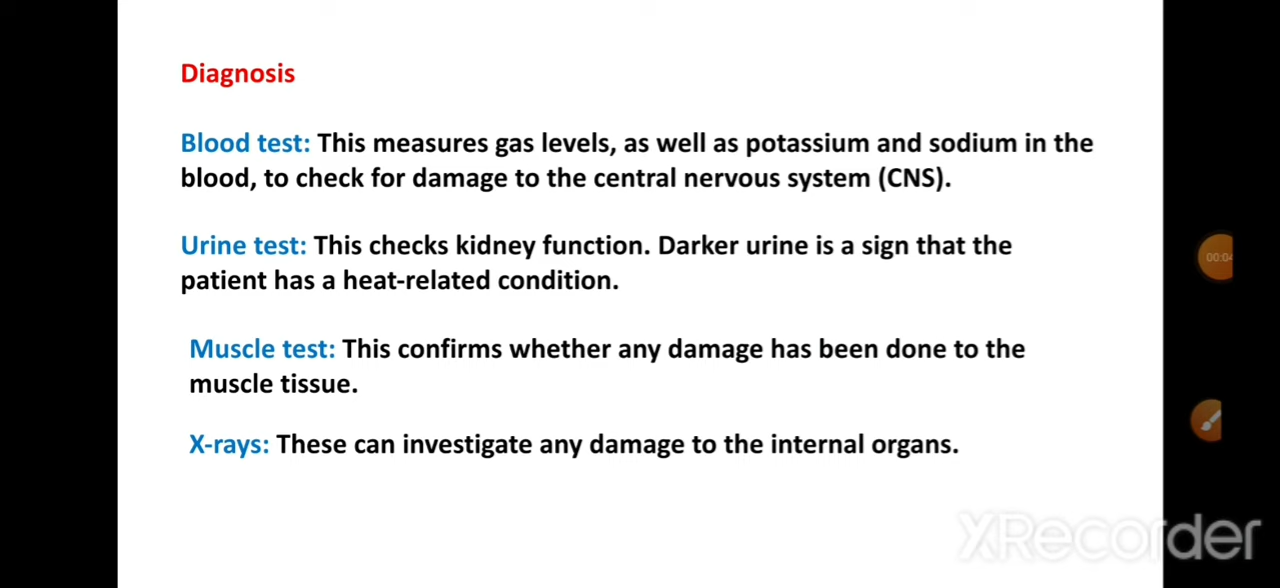 Diagnosis
Blood test: This measures gas levels, as well as potassium and sodium in the
blood, to check for damage to the central nervous system (CNS).
Urine test: This checks kidney function. Darker urine is a sign that the
patient has a heat-related condition.
Muscle test: This confirms whether any damage has been done to the
muscle tissue.
X-rays: These can investigate any damage to the internal organs.
00:04
XRecorder